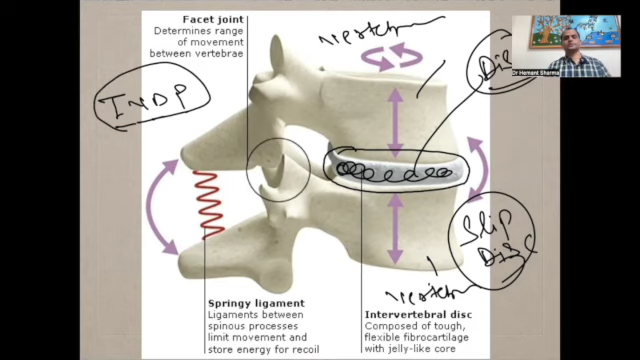 Facet joint
Determines range
of movement
between vertebrae
vertebra
Dr Hemant Sharma
INDP
Slip
Disc
vertebra
Springy ligament
Ligaments between
spinous processes
limit movement and
store energy for recoil
Intervertebral disc
Composed of tough,
flexible fibrocartilage
with jelly-like core